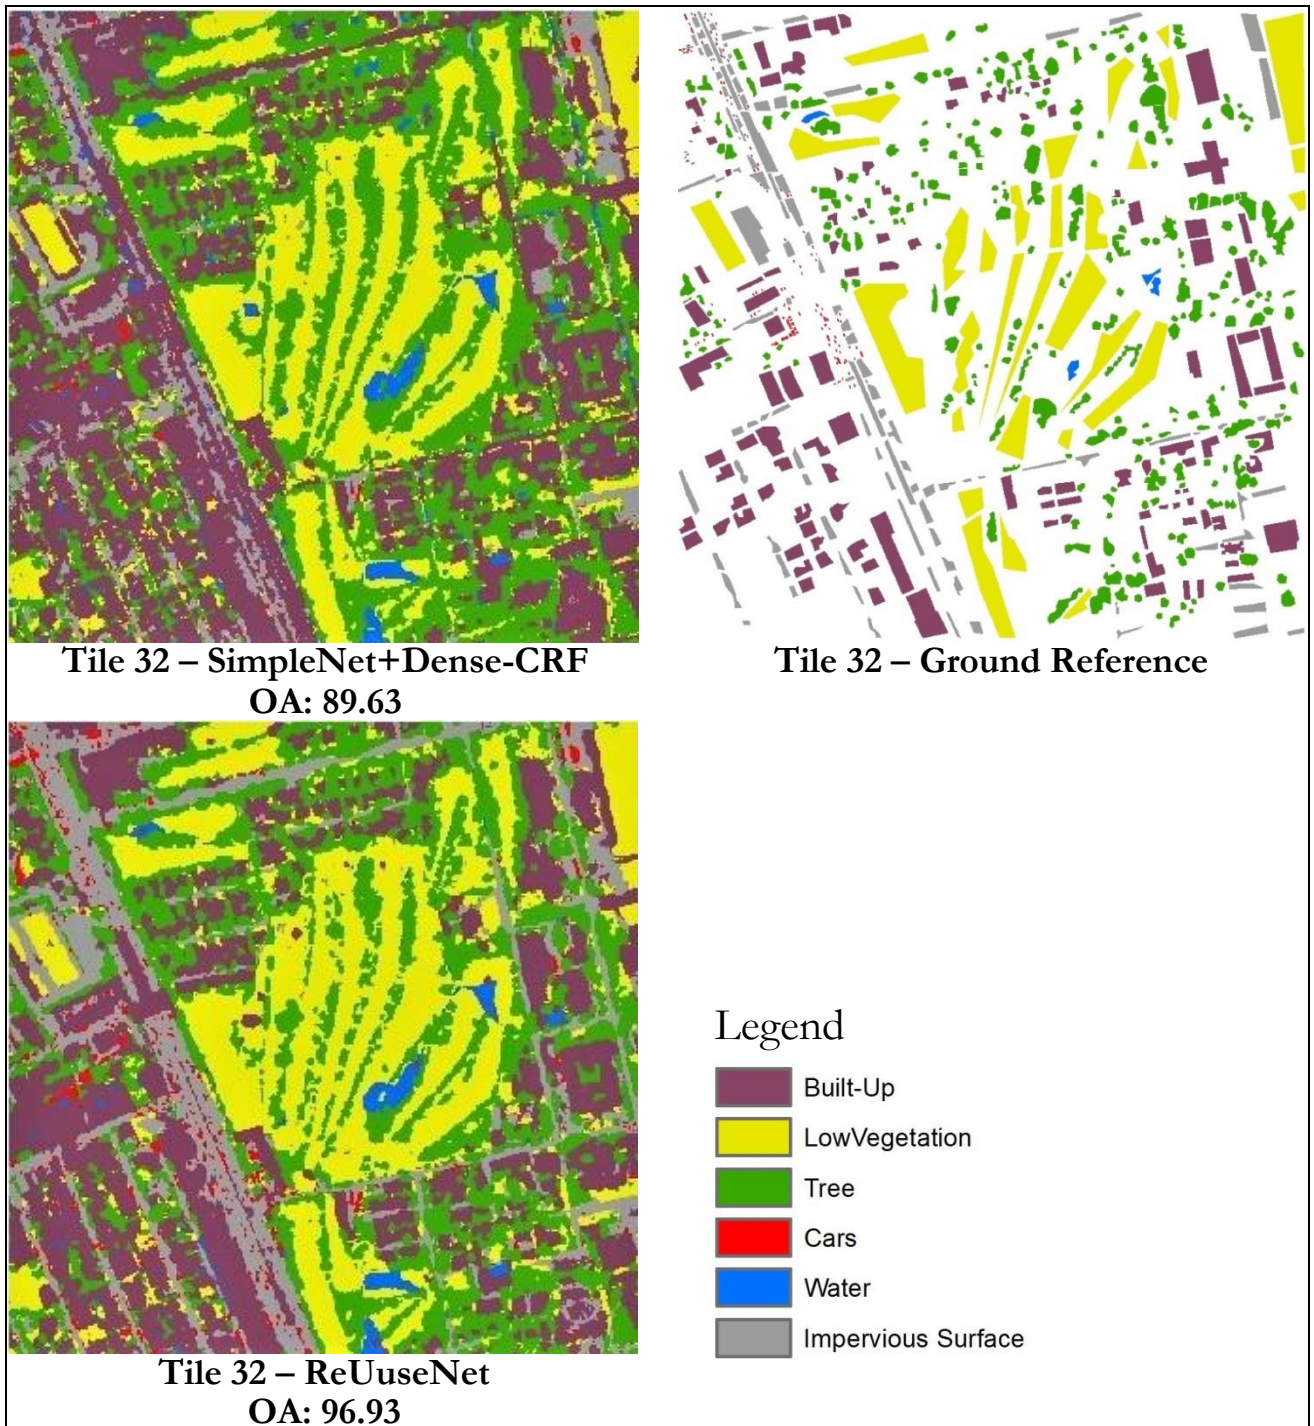 Tile 32 – SimpleNet+Dense-CRF
OA: 89.63
Tile 32 – Ground Reference
Tile 32 – ReUuseNet
OA: 96.93
Legend
Built-Up
LowVegetation
Tree
Cars
Water
Impervious Surface